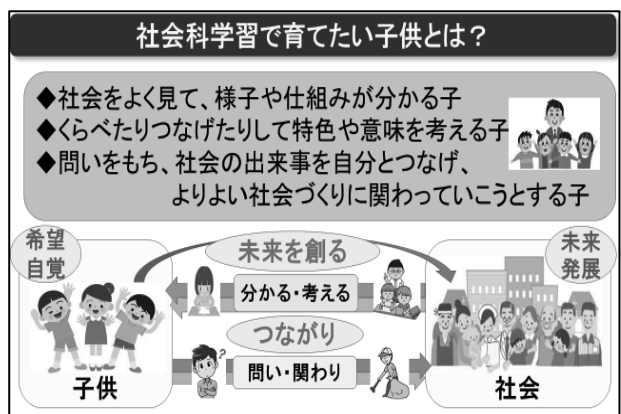 社会科学習で育てたい子供とは？
◆社会をよく見て、様子や仕組みが分かる子
◆くらべたりつなげたりして特色や意味を考える子
◆問いをもち、社会の出来事を自分とつなげ、
よりよい社会づくりに関わっていこうとする子
希望
自覚
未来を創る
未来
発展
分かる・考える
つながり
問い・関わり
子供
社会